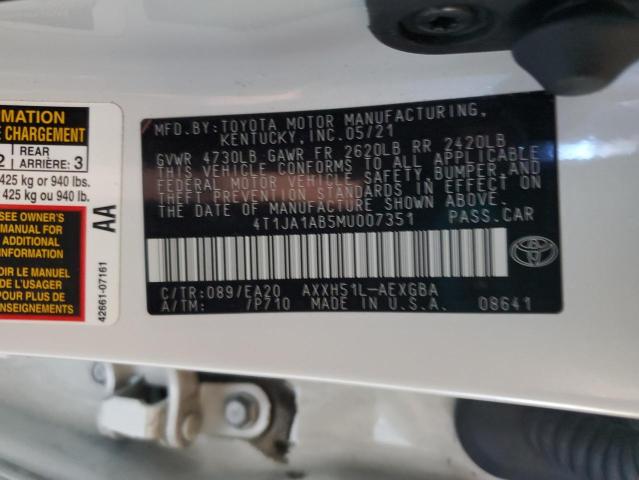 MATION
E CHARGEMENT
2 | REAR 3
ARRIÈRE:
425 kg or 940 lbs.
425 kg ou 940 lb.
SEE OWNER'S
MANUAL FOR
ADDITIONAL
INFORMATION
OIR LE MANUEL
DE L'USAGER
POUR PLUS DE
ENSEIGNEMENTS
AA
42661-07161
MFD.BY:TOYOTA MOTOR MANUFACTURING,
KENTUCKY,INC.05/21
GVWR 4730LB GAWR FR 2620LB RR 2420LB
THIS VEHICLE CONFORMS TO ALL APPLICABLE
FEDERAL MOTOR VEHICLE SAFETY,BUMPER,AND
THEFT PREVENTION STANDARDS IN EFFECT ON
THE DATE OF MANUFACTURE SHOWN ABOVE.
4T1JA1AB5MU007351 PASS.CAR
C/TR:089/EA20 AXXH51L-AEXGBA
A/TM: /P710 MADE IN U.S.A. 08641